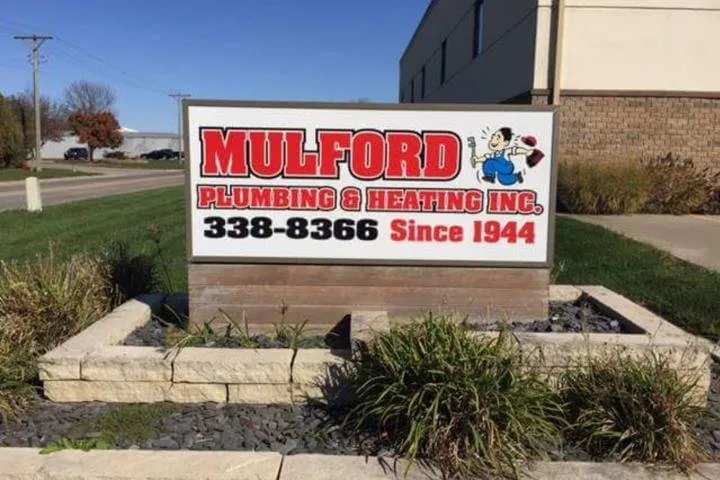 MULFORD
PLUMBING & HEATING INC.
338-8366 Since 1944